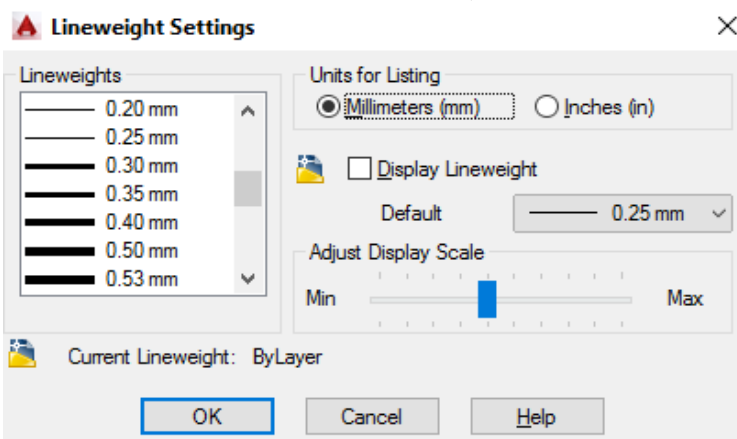 Lineweight Settings
Lineweights
0.20 mm
0.25 mm
0.30 mm
0.35 mm
0.40 mm
0.50 mm
0.53 mm
Units for Listing
Millimeters (mm)
Inches (in)
Display Lineweight
Default
0.25 mm
Adjust Display Scale
Min
Max
Current Lineweight: ByLayer
OK
Cancel
Help